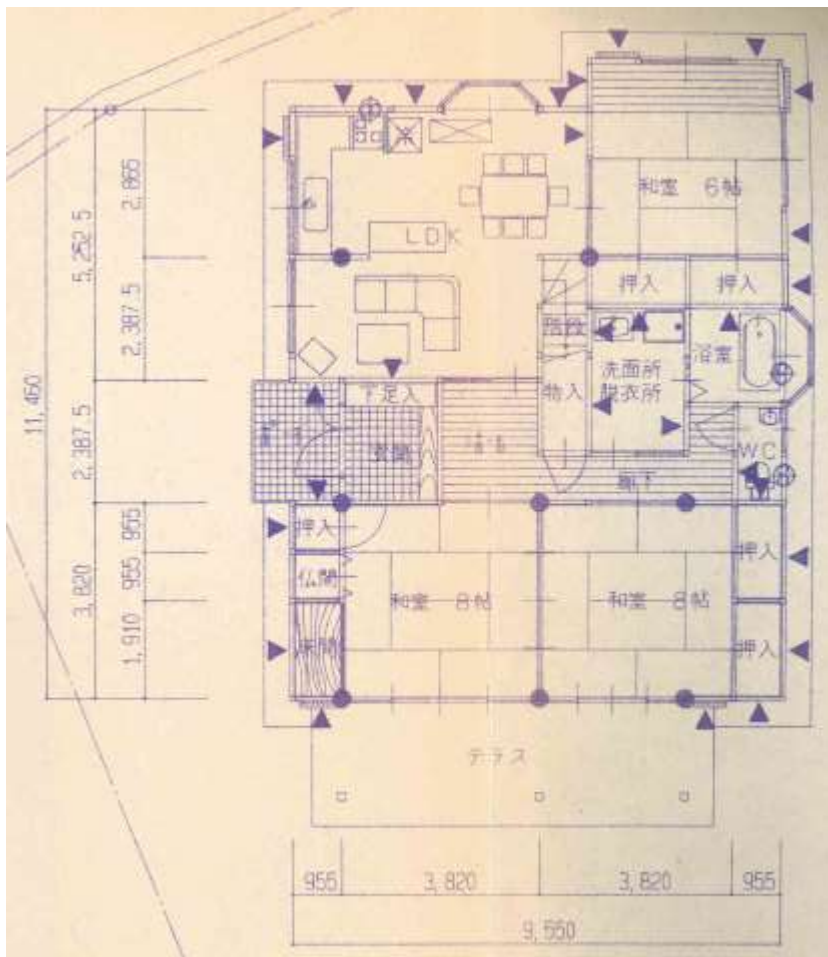 冷
和室 6帖
LDK
押入
押入
階段
洗面所
脱衣所
浴室
物入
下足入
玄関
WC
廊下
押入
仏間
床間
和室 8帖
和室 8帖
押入
押入
テラス
11,460
5,252.5
2,387.5
3,820
2,865
2,387.5
955
955
1,910
955
3,820
3,820
955
9,550